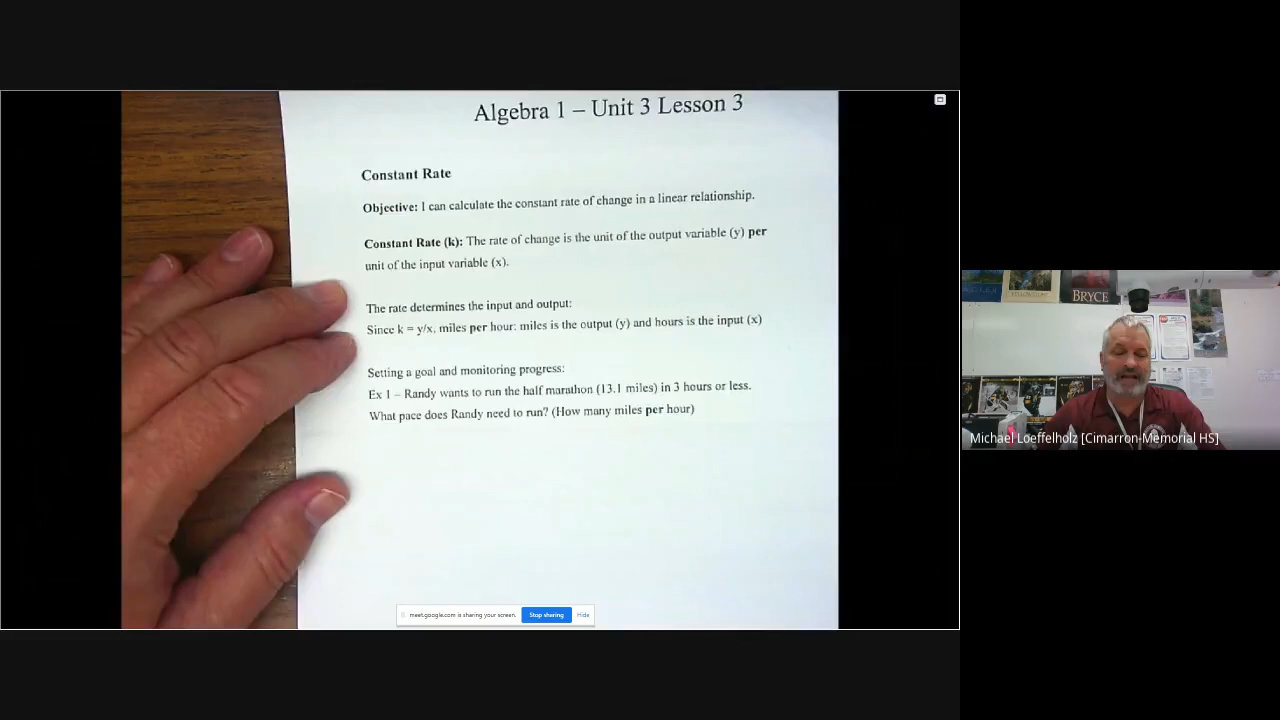 Algebra 1 – Unit 3 Lesson 3
Constant Rate
Objective: I can calculate the constant rate of change in a linear relationship.
Constant Rate (k): The rate of change is the unit of the output variable (y) per
unit of the input variable (x).
The rate determines the input and output:
Since k = y/x, miles per hour: miles is the output (y) and hours is the input (x)
Setting a goal and monitoring progress:
Ex 1 – Randy wants to run the half marathon (13.1 miles) in 3 hours or less.
What pace does Randy need to run? (How many miles per hour)
meet.google.com is sharing your screen. Stop sharing Hide
BRYCE
Michael Loeffelholz [Cimarron-Memorial HS]